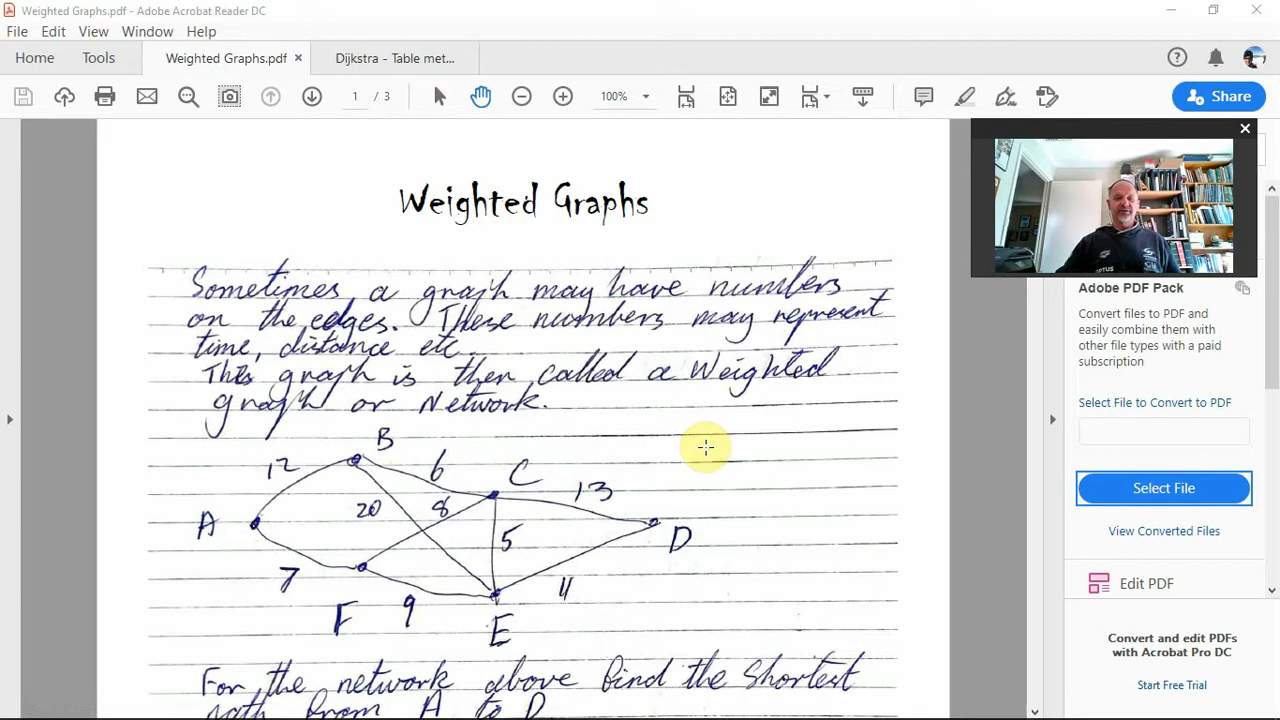 Weighted Graphs.pdf - Adobe Acrobat Reader DC
File Edit View Window Help
Home Tools Weighted Graphs.pdf × Dijkstra - Table met...
1 / 3 100% Share
Weighted Graphs
Sometimes a graph may have numbers
on the edges. These numbers may represent
time, distance etc
This graph is then called a Weighted
graph or Network.
B
12 6 C
20 8 13
A 5 D
7 11
F 9 E
For the network above find the shortest
path from A to D
Adobe PDF Pack
Convert files to PDF and
easily combine them with
other file types with a paid
subscription
Select File to Convert to PDF
Select File
View Converted Files
Edit PDF
Convert and edit PDFs
with Acrobat Pro DC
Start Free Trial